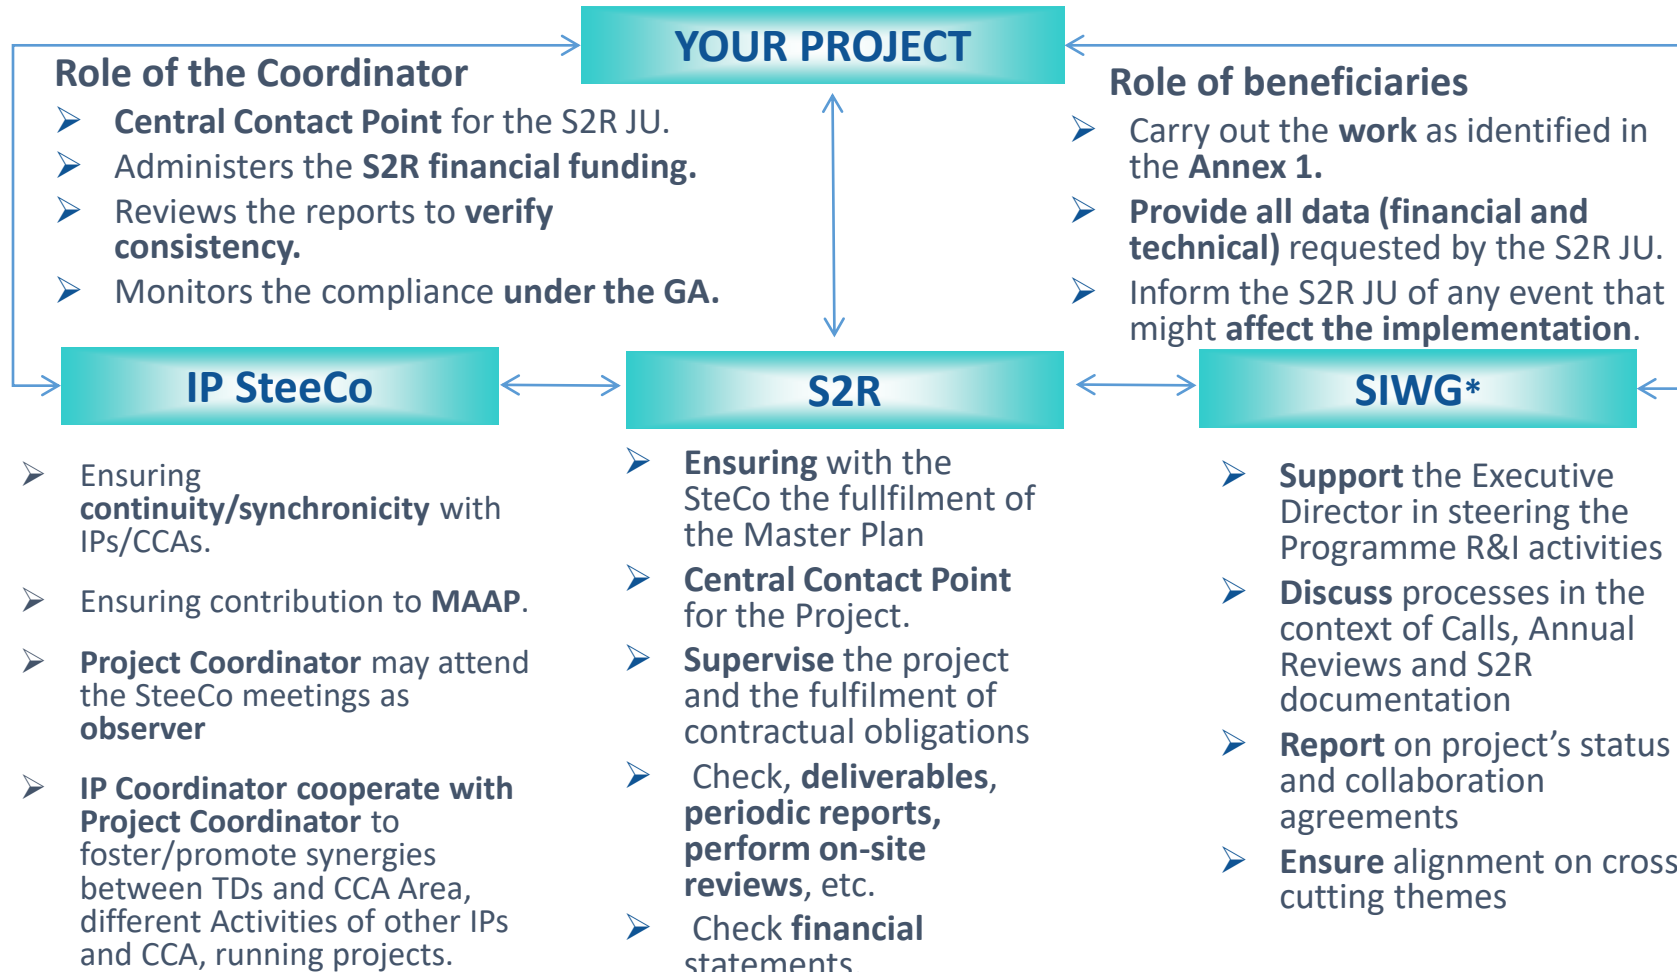 YOUR PROJECT
Role of the Coordinator
➢ Central Contact Point for the S2R JU.
➢ Administers the S2R financial funding.
➢ Reviews the reports to verify
consistency.
➢ Monitors the compliance under the GA.
Role of beneficiaries
➢ Carry out the work as identified in
the Annex 1.
➢ Provide all data (financial and
technical) requested by the S2R JU.
➢ Inform the S2R JU of any event that
might affect the implementation.
IP SteeCo
➢ Ensuring
continuity/synchronicity with
IPs/CCAs.
➢ Ensuring contribution to MAAP.
➢ Project Coordinator may attend
the SteeCo meetings as
observer
➢ IP Coordinator cooperate with
Project Coordinator to
foster/promote synergies
between TDs and CCA Area,
different Activities of other IPs
and CCA, running projects.
S2R
➢ Ensuring with the
SteCo the fullfilment of
the Master Plan
➢ Central Contact Point
for the Project.
➢ Supervise the project
and the fulfilment of
contractual obligations
➢ Check, deliverables,
periodic reports,
perform on-site
reviews, etc.
➢ Check financial
statements
SIWG*
➢ Support the Executive
Director in steering the
Programme R&I activities
➢ Discuss processes in the
context of Calls, Annual
Reviews and S2R
documentation
➢ Report on project's status
and collaboration
agreements
➢ Ensure alignment on cross
cutting themes